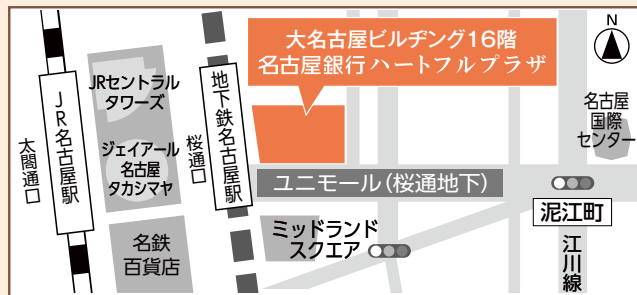 大名古屋ビルヂング16階
名古屋銀行ハートフルプラザ
N
JRセントラル
タワーズ
地下鉄名古屋駅
JR名古屋駅
桜通口
太閤通口
ジェイアール
名古屋
タカシマヤ
名古屋
国際
センター
ユニモール(桜通地下)
泥江町
名鉄
百貨店
ミッドランド
スクエア
江川線